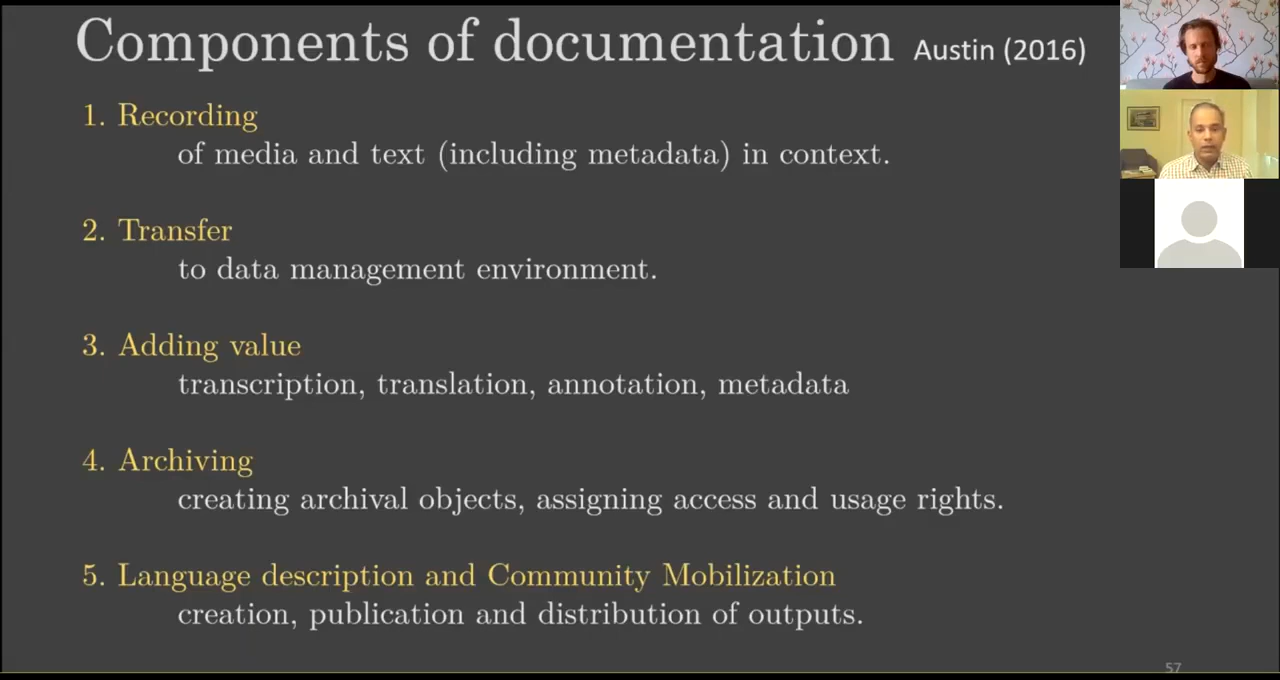 Components of documentation Austin (2016)
1. Recording
of media and text (including metadata) in context.
2. Transfer
to data management environment.
3. Adding value
transcription, translation, annotation, metadata
4. Archiving
creating archival objects, assigning access and usage rights.
5. Language description and Community Mobilization
creation, publication and distribution of outputs.
57